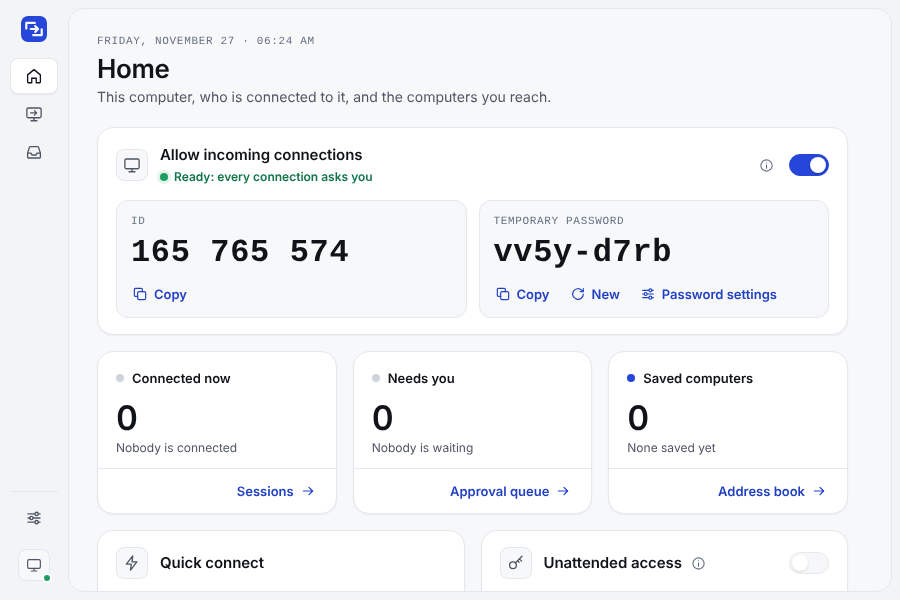 FRIDAY, NOVEMBER 27 · 06:24 AM
Home
This computer, who is connected to it, and the computers you reach.
Allow incoming connections
Ready: every connection asks you
ID
165 765 574
Copy
TEMPORARY PASSWORD
vv5y-d7rb
Copy New Password settings
Connected now
0
Nobody is connected
Sessions
Needs you
0
Nobody is waiting
Approval queue
Saved computers
0
None saved yet
Address book
Quick connect
Unattended access